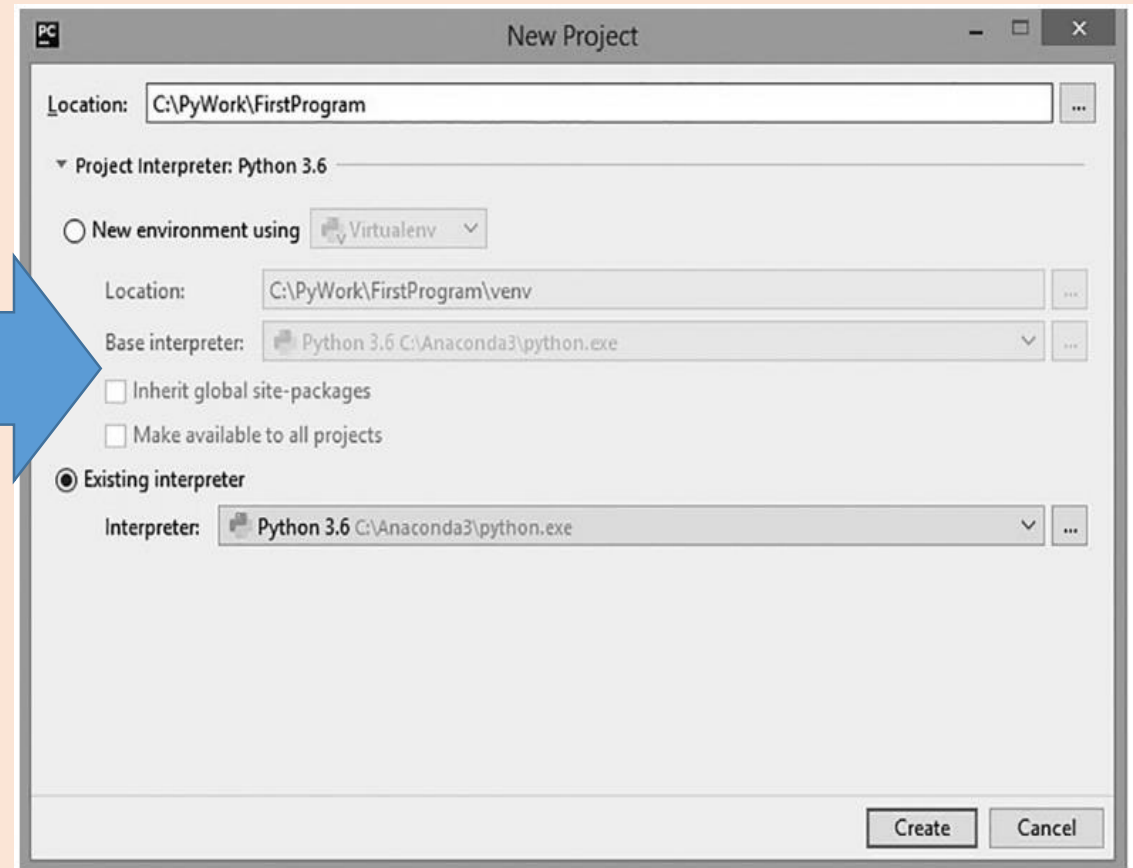 PC New Project
Location: C:\PyWork\FirstProgram ...
Project Interpreter: Python 3.6
New environment using Virtualenv
Location: C:\PyWork\FirstProgram\venv ...
Base interpreter: Python 3.6 C:\Anaconda3\python.exe ...
Inherit global site-packages
Make available to all projects
Existing interpreter
Interpreter: Python 3.6 C:\Anaconda3\python.exe ...
Create Cancel